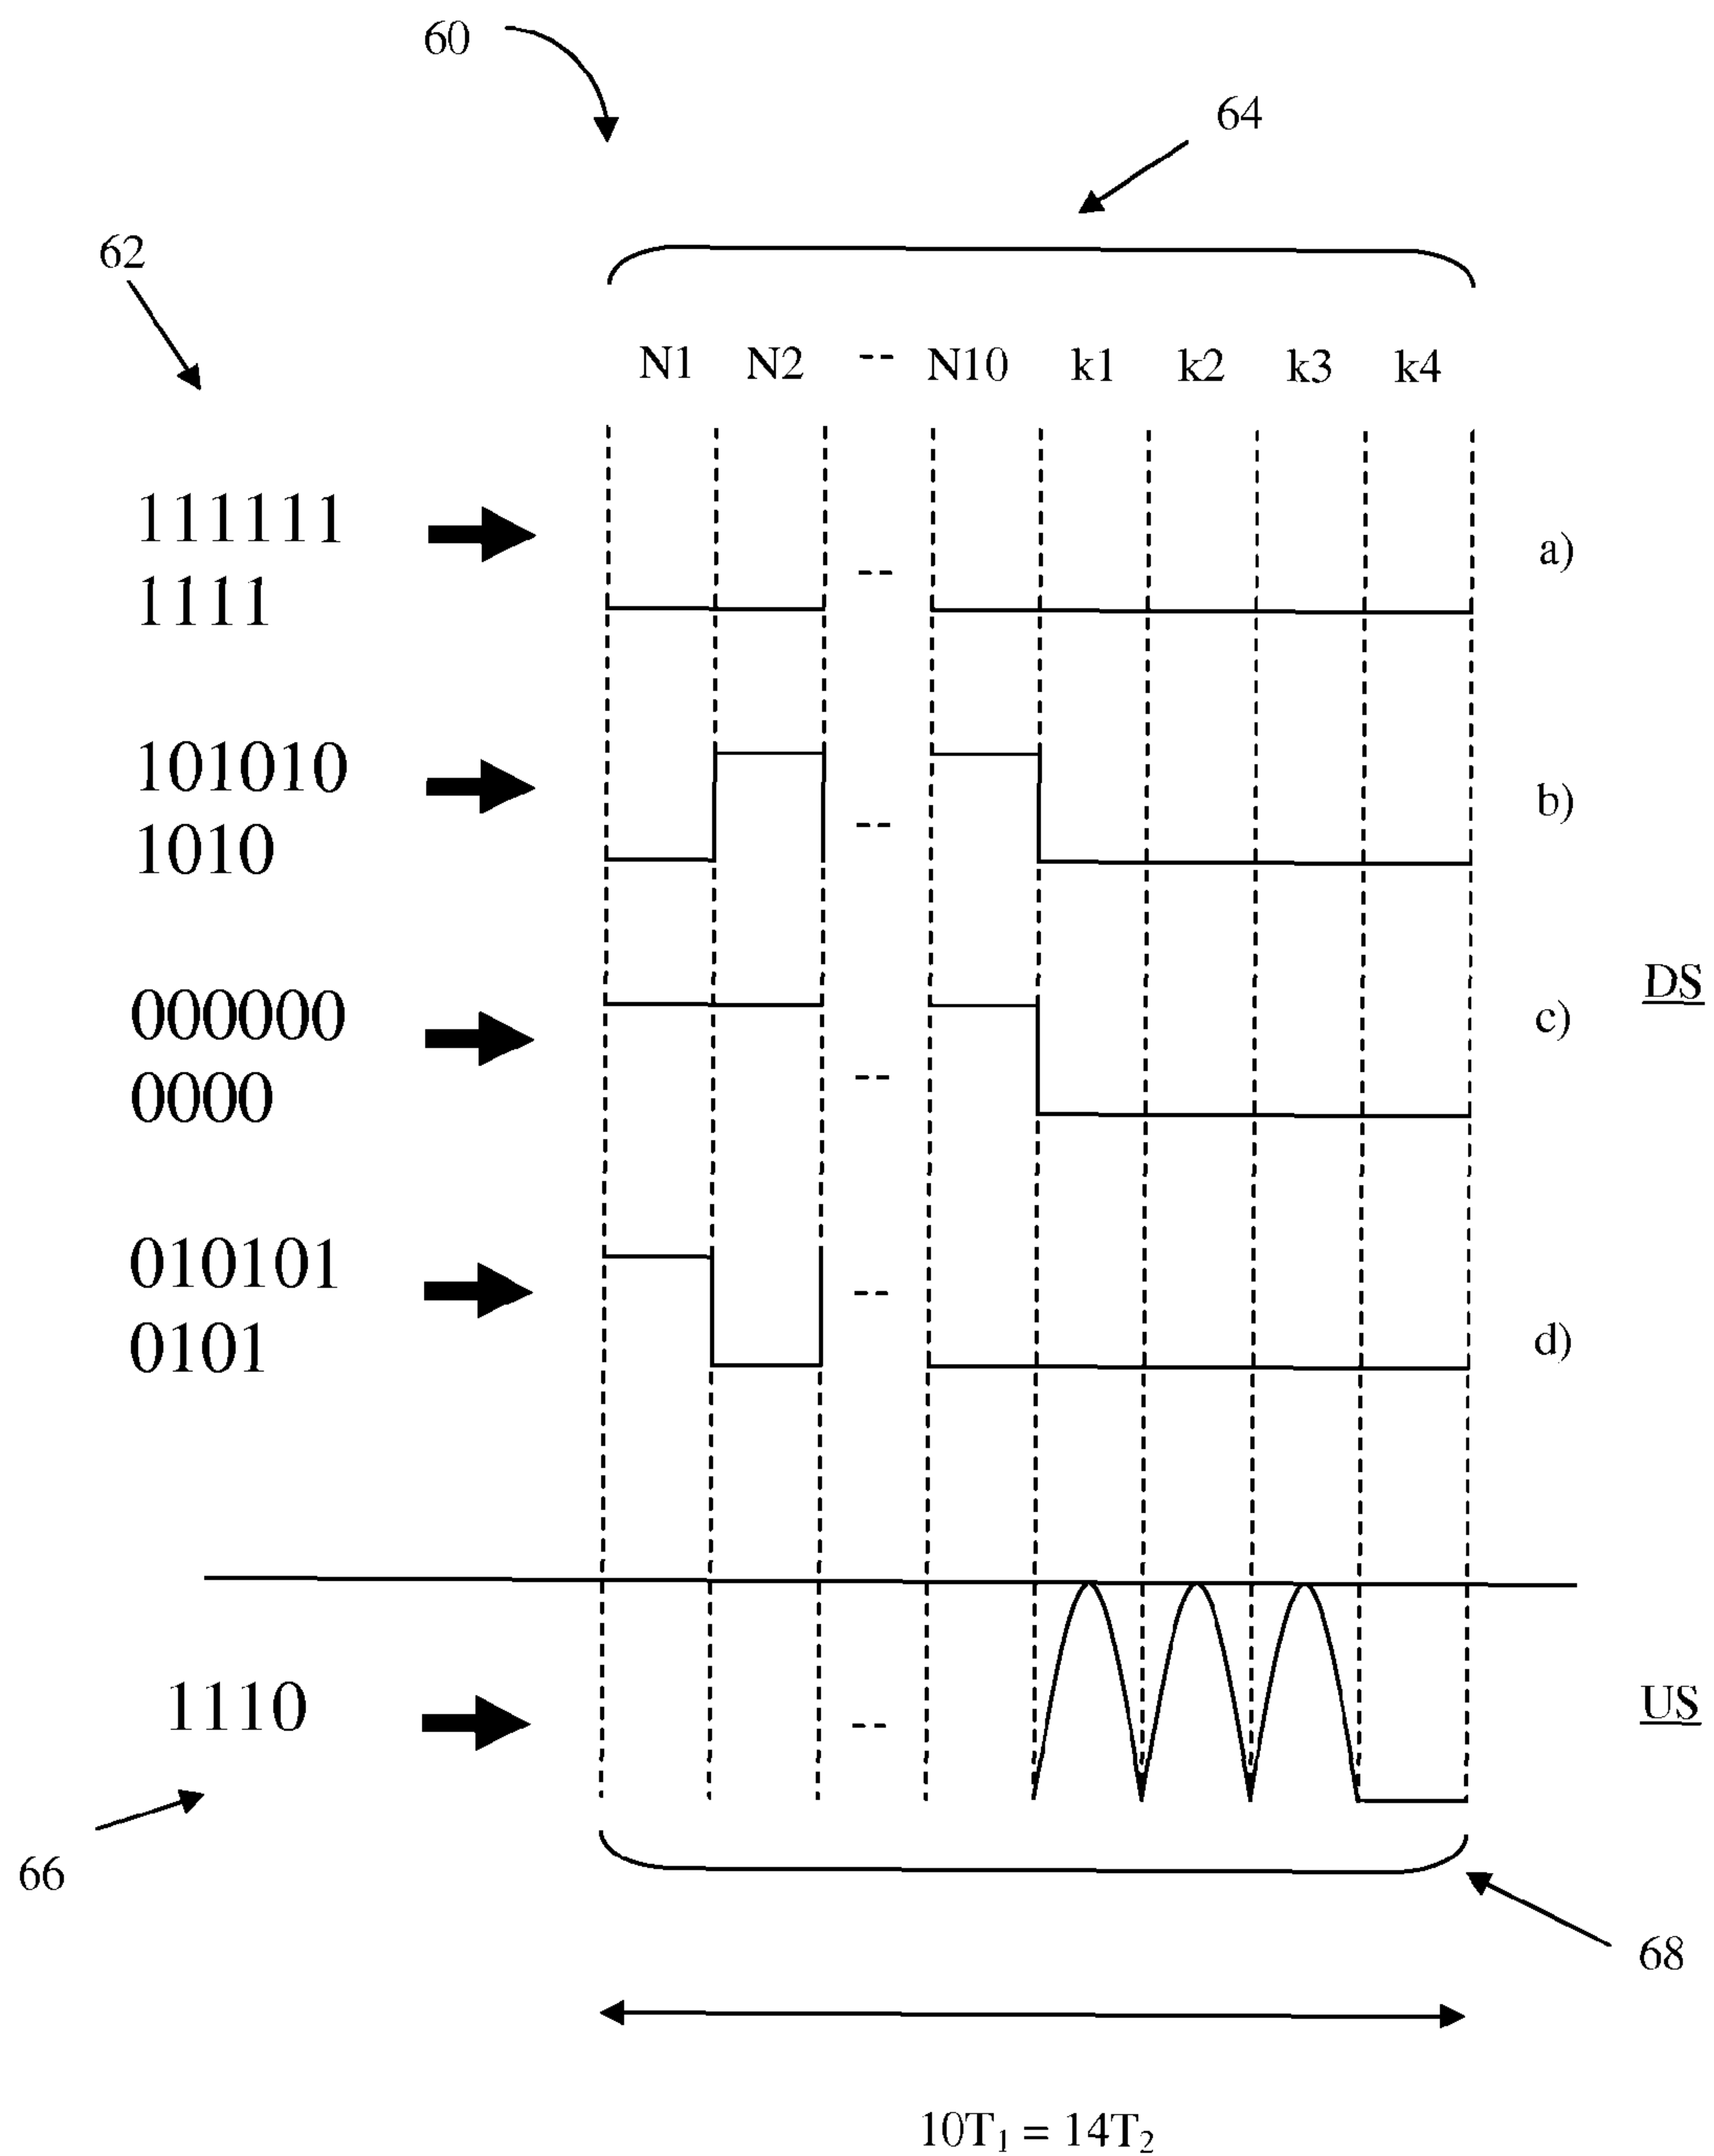 60
64
62
N1 N2 -- N10 k1 k2 k3 k4
111111
1111
--
a)
101010
1010
--
b)
000000
0000
--
c)
DS
010101
0101
--
d)
1110
--
US
66
68
10T₁ = 14T₂